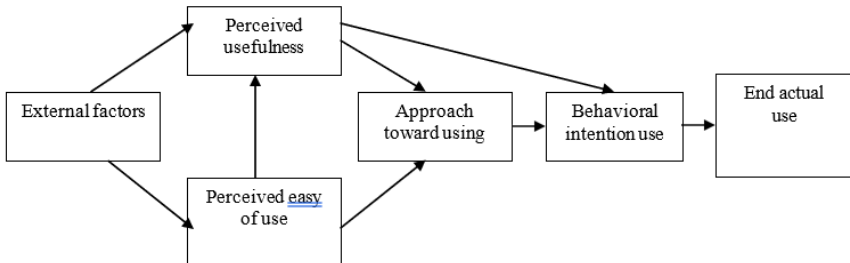 Perceived
usefulness
External factors
Approach
toward using
Behavioral
intention use
End actual
use
Perceived easy
of use